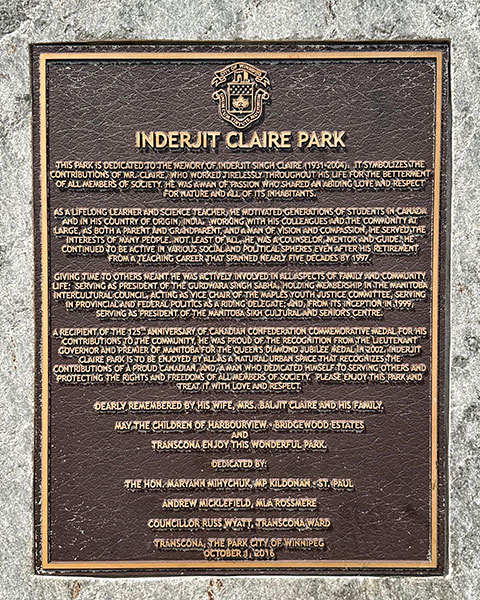 INDERJIT CLAIRE PARK
THIS PARK IS DEDICATED TO THE MEMORY OF INDERJIT SINGH CLAIRE (1931-2004). IT SYMBOLIZES THE
CONTRIBUTIONS OF MR. CLAIRE, WHO WORKED TIRELESSLY THROUGHOUT HIS LIFE FOR THE BETTERMENT
OF ALL MEMBERS OF SOCIETY. HE WAS A MAN OF PASSION WHO SHARED AN ABIDING LOVE AND RESPECT
FOR NATURE AND ALL OF ITS INHABITANTS.
AS A LIFELONG LEARNER AND SCIENCE TEACHER, HE MOTIVATED GENERATIONS OF STUDENTS IN CANADA
AND IN HIS COUNTRY OF ORIGIN, INDIA. WORKING WITH HIS COLLEAGUES AND THE COMMUNITY AT
LARGE, AS BOTH A PARENT AND GRANDPARENT, AND A MAN OF VISION AND COMPASSION, HE SERVED THE
INTERESTS OF MANY PEOPLE. NOT LEAST OF ALL, HE WAS A COUNSELOR, MENTOR AND GUIDE. HE
CONTINUED TO BE ACTIVE IN VARIOUS SOCIAL AND POLITICAL SPHERES EVEN AFTER HIS RETIREMENT
FROM A TEACHING CAREER THAT SPANNED NEARLY FIVE DECADES BY 1997.
GIVING TIME TO OTHERS MEANT HE WAS ACTIVELY INVOLVED IN ALL ASPECTS OF FAMILY AND COMMUNITY
LIFE: SERVING AS PRESIDENT OF THE GURDWARA SINGH SABHA, HOLDING MEMBERSHIP IN THE MANITOBA
INTERCULTURAL COUNCIL, ACTING AS VICE CHAIR OF THE MAPLES YOUTH JUSTICE COMMITTEE, SERVING
IN PROVINCIAL AND FEDERAL POLITICS AS A RIDING DELEGATE; AND, FROM ITS INCEPTION IN 1999,
SERVING AS PRESIDENT OF THE MANITOBA SIKH CULTURAL AND SENIOR'S CENTRE.
A RECIPIENT OF THE 125TH ANNIVERSARY OF CANADIAN CONFEDERATION COMMEMORATIVE MEDAL FOR HIS
CONTRIBUTIONS TO THE COMMUNITY, HE WAS PROUD OF THE RECOGNITION FROM THE LIEUTENANT
GOVERNOR AND PREMIER OF MANITOBA FOR THE QUEEN'S DIAMOND JUBILEE MEDAL IN 2002. INDERJIT
CLAIRE PARK IS TO BE ENJOYED BY ALL AS A NATURAL URBAN SPACE THAT RECOGNIZES THE
CONTRIBUTIONS OF A PROUD CANADIAN, AND, A MAN WHO DEDICATED HIMSELF TO SERVING OTHERS AND
PROTECTING THE RIGHTS AND FREEDOMS OF ALL MEMBERS OF SOCIETY. PLEASE ENJOY THIS PARK AND
TREAT IT WITH LOVE AND RESPECT.
DEARLY REMEMBERED BY HIS WIFE, MRS. BALJIT CLAIRE AND HIS FAMILY.
MAY THE CHILDREN OF HARBOURVIEW - BRIDGEWOOD ESTATES
AND
TRANSCONA ENJOY THIS WONDERFUL PARK.
DEDICATED BY:
THE HON. MARYANN MIHYCHUK, MP KILDONAN - ST. PAUL
ANDREW MICKLEFIELD, MLA ROSSMERE
COUNCILLOR RUSS WYATT, TRANSCONA WARD
TRANSCONA, THE PARK CITY OF WINNIPEG
OCTOBER 1, 2016